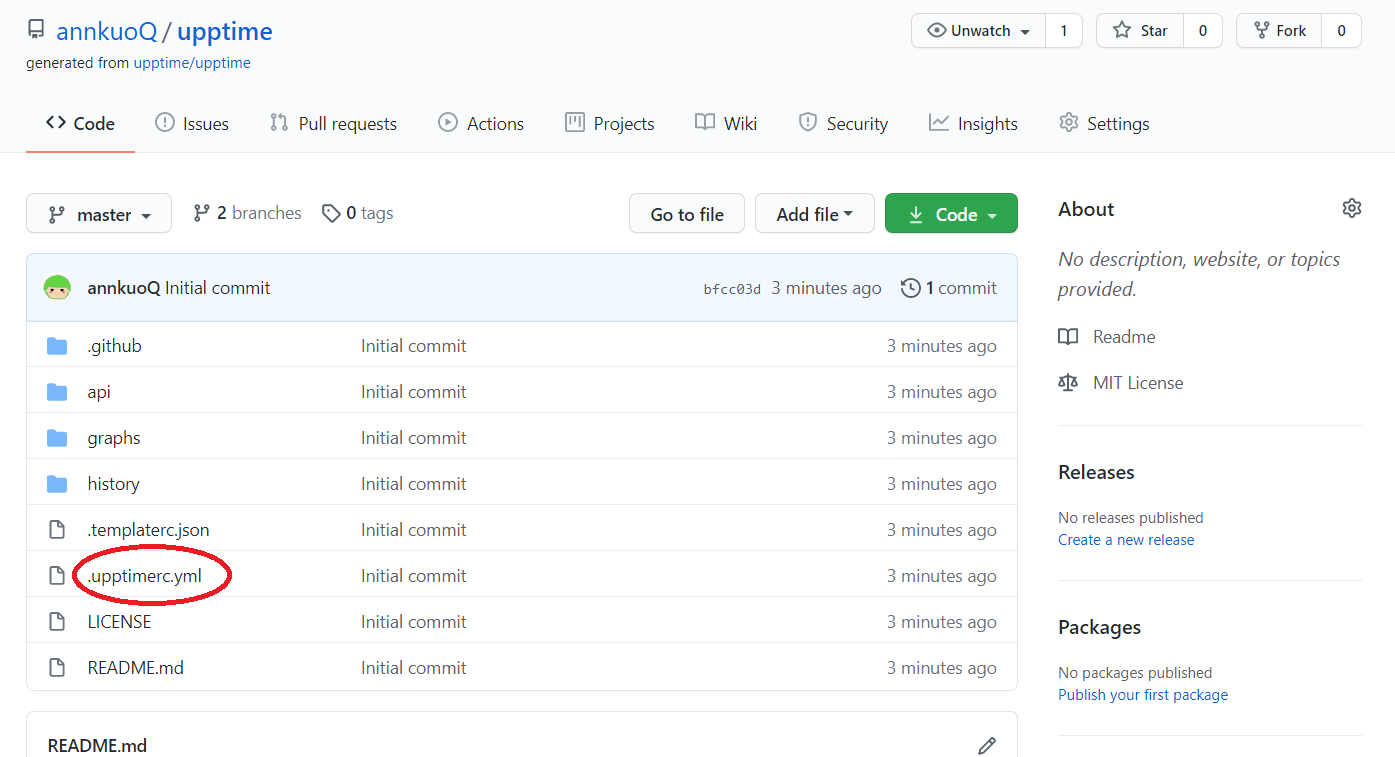 annkuoQ / upptime
Unwatch 1 Star 0 Fork 0
generated from upptime/upptime
Code Issues Pull requests Actions Projects Wiki Security Insights Settings
master 2 branches 0 tags Go to file Add file Code
annkuoQ Initial commit bfcc03d 3 minutes ago 1 commit
.github Initial commit 3 minutes ago
api Initial commit 3 minutes ago
graphs Initial commit 3 minutes ago
history Initial commit 3 minutes ago
.templaterc.json Initial commit 3 minutes ago
.upptimerc.yml Initial commit 3 minutes ago
LICENSE Initial commit 3 minutes ago
README.md Initial commit 3 minutes ago
README.md
About
No description, website, or topics
provided.
Readme
MIT License
Releases
No releases published
Create a new release
Packages
No packages published
Publish your first package